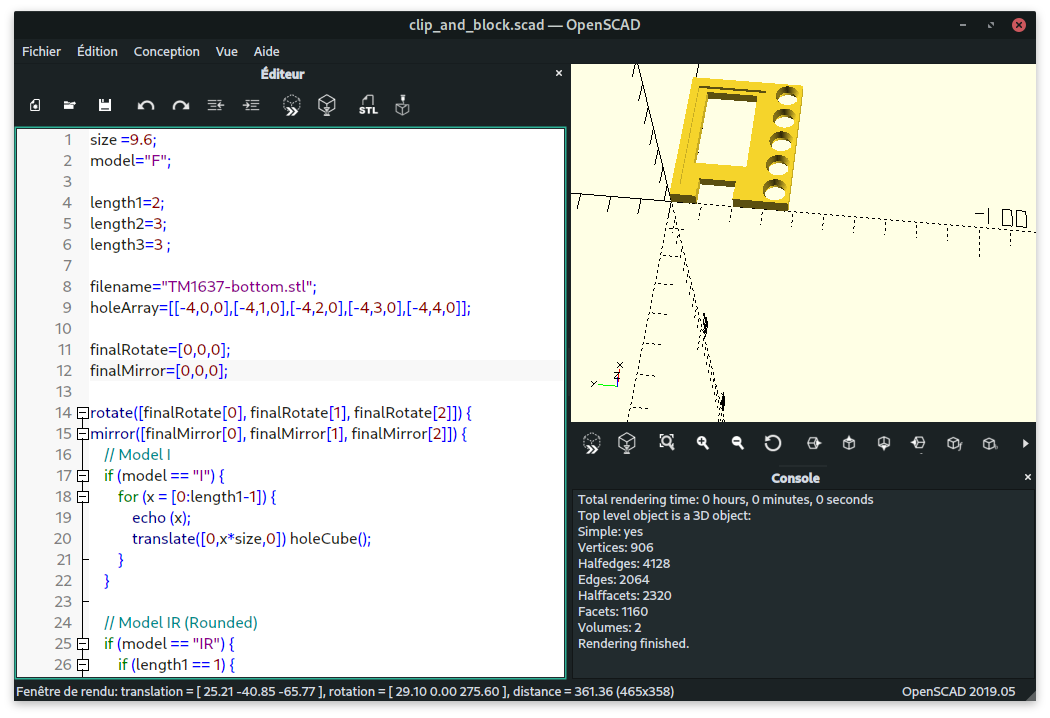 clip_and_block.scad — OpenSCAD
Fichier Édition Conception Vue Aide
Éditeur
STL
1 size =9.6;
2 model="F";
3
4 length1=2;
5 length2=3;
6 length3=3 ;
7
8 filename="TM1637-bottom.stl";
9 holeArray=[[-4,0,0],[-4,1,0],[-4,2,0],[-4,3,0],[-4,4,0]];
10
11 finalRotate=[0,0,0];
12 finalMirror=[0,0,0];
13
14 rotate([finalRotate[0], finalRotate[1], finalRotate[2]]) {
15 mirror([finalMirror[0], finalMirror[1], finalMirror[2]]) {
16 // Model I
17 if (model == "I") {
18 for (x = [0:length1-1]) {
19 echo (x);
20 translate([0,x*size,0]) holeCube();
21 }
22 }
23
24 // Model IR (Rounded)
25 if (model == "IR") {
26 if (length1 == 1) {
Console
Total rendering time: 0 hours, 0 minutes, 0 seconds
Top level object is a 3D object:
Simple: yes
Vertices: 906
Halfedges: 4128
Edges: 2064
Halffacets: 2320
Facets: 1160
Volumes: 2
Rendering finished.
Fenêtre de rendu: translation = [ 25.21 -40.85 -65.77 ], rotation = [ 29.10 0.00 275.60 ], distance = 361.36 (465x358)
OpenSCAD 2019.05